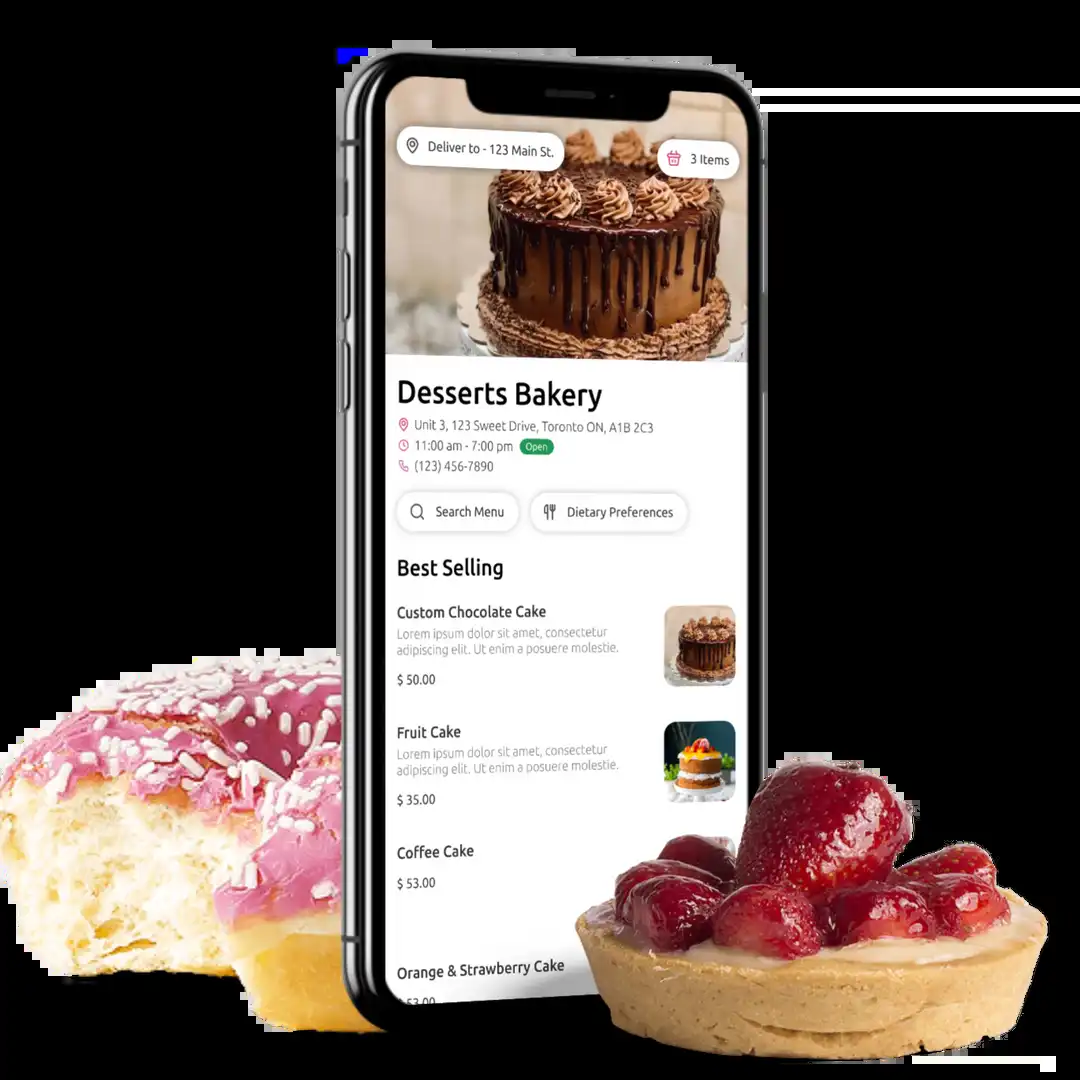 Deliver to - 123 Main St.
3 Items
Desserts Bakery
Unit 3, 123 Sweet Drive, Toronto ON, A1B 2C3
11:00 am - 7:00 pm Open
(123) 456-7890
Search Menu
Dietary Preferences
Best Selling
Custom Chocolate Cake
Lorem ipsum dolor sit amet, consectetur
adipiscing elit. Ut enim a posuere molestie.
$ 50.00
Fruit Cake
Lorem ipsum dolor sit amet, consectetur
adipiscing elit. Ut enim a posuere molestie.
$ 35.00
Coffee Cake
$ 53.00
Orange & Strawberry Cake
$ 53.00